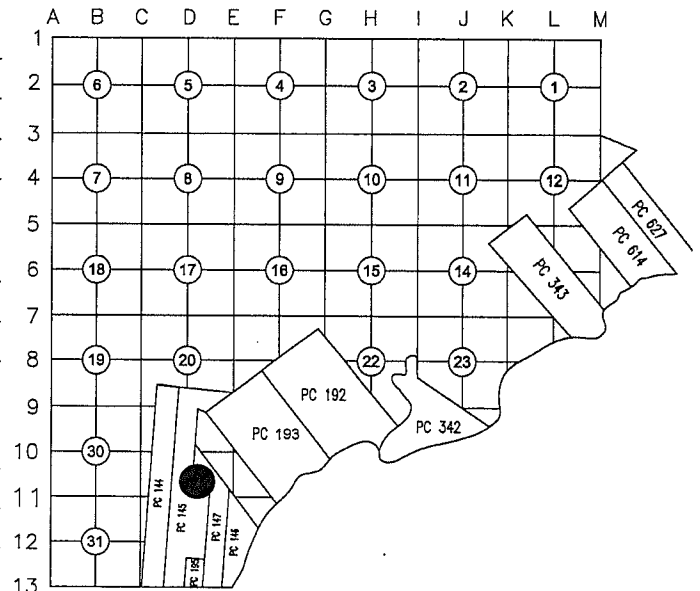 A B C D E F G H I J K L M
1
2 6 5 4 3 2 1
3
4 7 8 9 10 11 12
5
PC 627
PC 614
6 18 17 16 15 14
PC 343
7
8 19 20 22 23
9
PC 192
PC 342
PC 193
10 30
11
PC 144
PC 145
PC 147
PC 146
12 31
PC 195
13